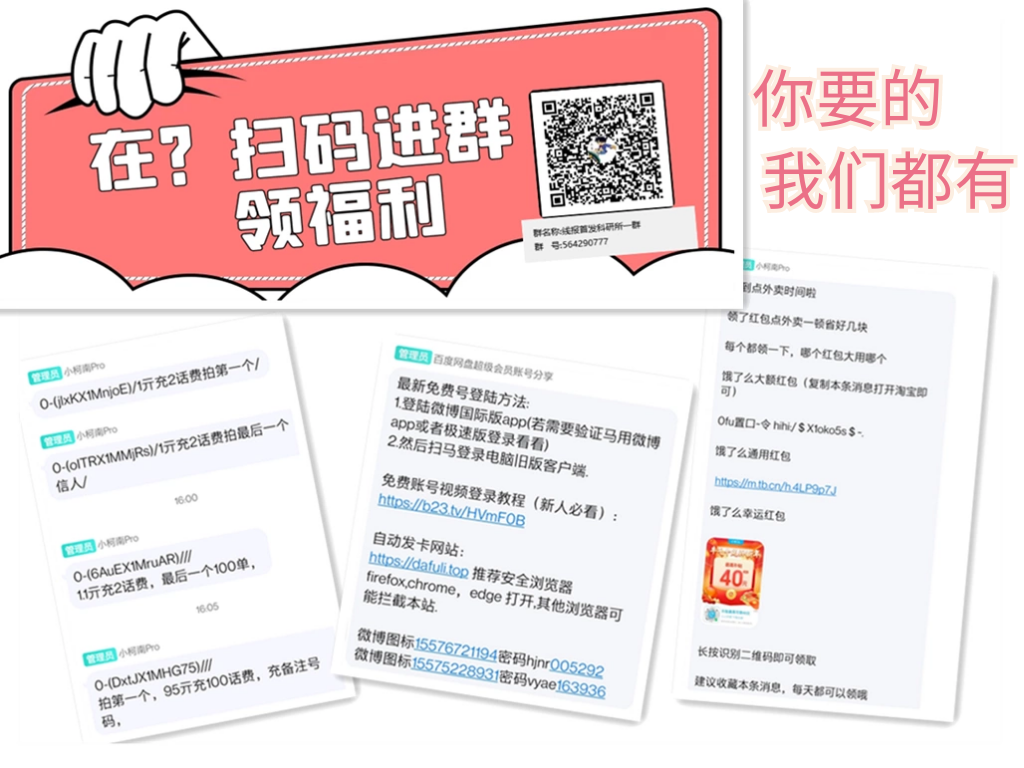 在？扫码进群
领福利
群名称:线报首发科研所一群
群 号:564290777
你要的
我们都有
管理员 小柯南Pro
0-(jlxKX1MnjoE)/1亓充2话费拍第一个/
管理员 小柯南Pro
0-(oITRX1MMjRs)/1亓充2话费拍最后一个
信人/
16:00
管理员 小柯南Pro
0-(6AuEX1MruAR)////
1.1亓充2话费，最后一个100单，
16:05
管理员 小柯南Pro
0-(DxtJX1MHG75)///
拍第一个，95亓充100话费，充备注号
码，
管理员 百度网盘超级会员账号分享
最新免费号登陆方法:
1.登陆微博国际版app(若需要验证马用微博
app或者极速版登录看看)
2.然后扫马登录电脑旧版客户端.
免费账号视频登录教程（新人必看）:
https://b23.tv/HVmF0B
自动发卡网站:
https://dafuli.top 推荐安全浏览器
firefox,chrome，edge 打开,其他浏览器可
能拦截本站.
微博图标15576721194密码hjnr005292
微博图标15575228931密码vyae163936
员 小柯南Pro
到点外卖时间啦
领了红包点外卖一顿省好几块
每个都领一下，哪个红包大用哪个
饿了么大额红包（复制本条消息打开淘宝即
可）
0fu置口-令 hihi/＄X1oko5s＄-.
饿了么通用红包
https://m.tb.cn/h.4LP9p7J
饿了么幸运红包
40
长按识别二维码即可领取
建议收藏本条消息，每天都可以领哦